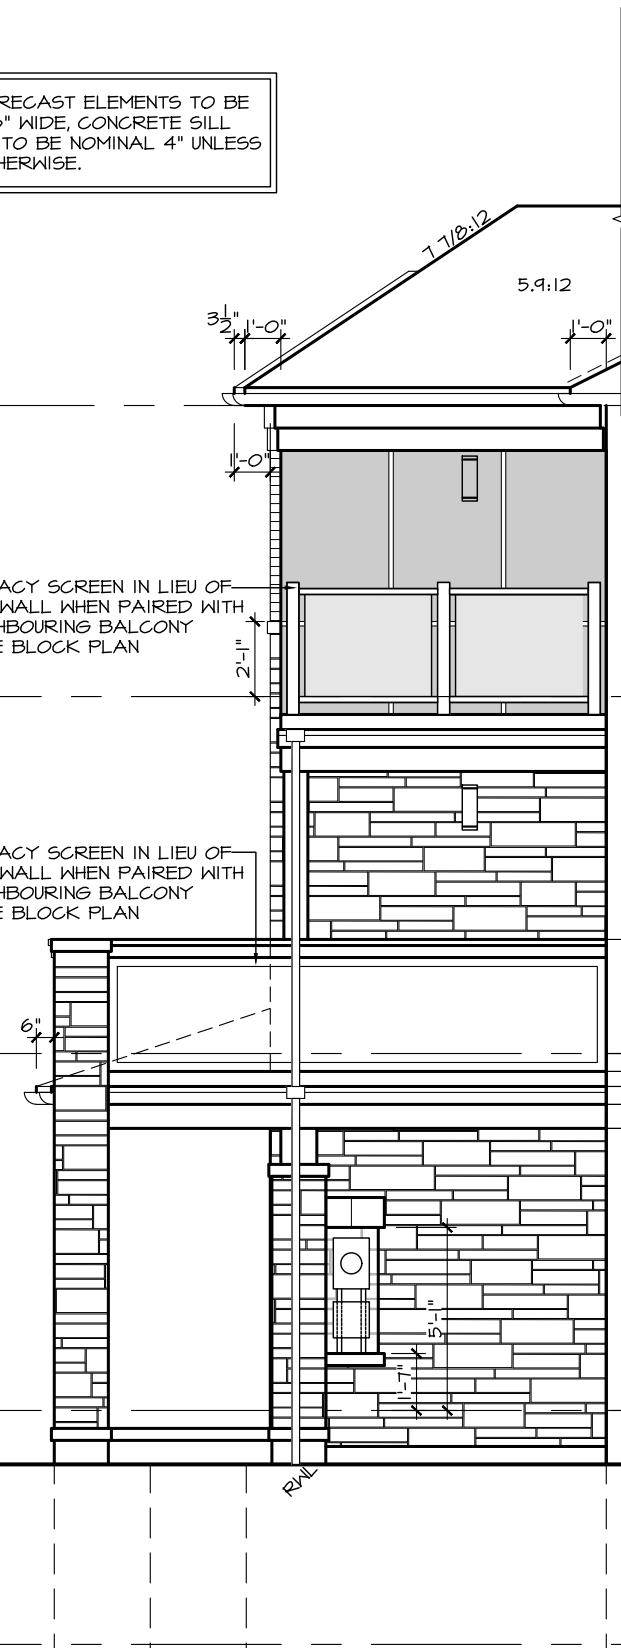 RECAST ELEMENTS TO BE
" WIDE, CONCRETE SILL
TO BE NOMINAL 4" UNLESS
HERWISE.
7 7/8:12
5.9:12
3 1/2"
1'-0"
1'-0"
1'-0"
ACY SCREEN IN LIEU OF
WALL WHEN PAIRED WITH
HBOURING BALCONY
E BLOCK PLAN
2'-1"
ACY SCREEN IN LIEU OF
WALL WHEN PAIRED WITH
HBOURING BALCONY
E BLOCK PLAN
6"
5'-1"
1'-7"
RWL